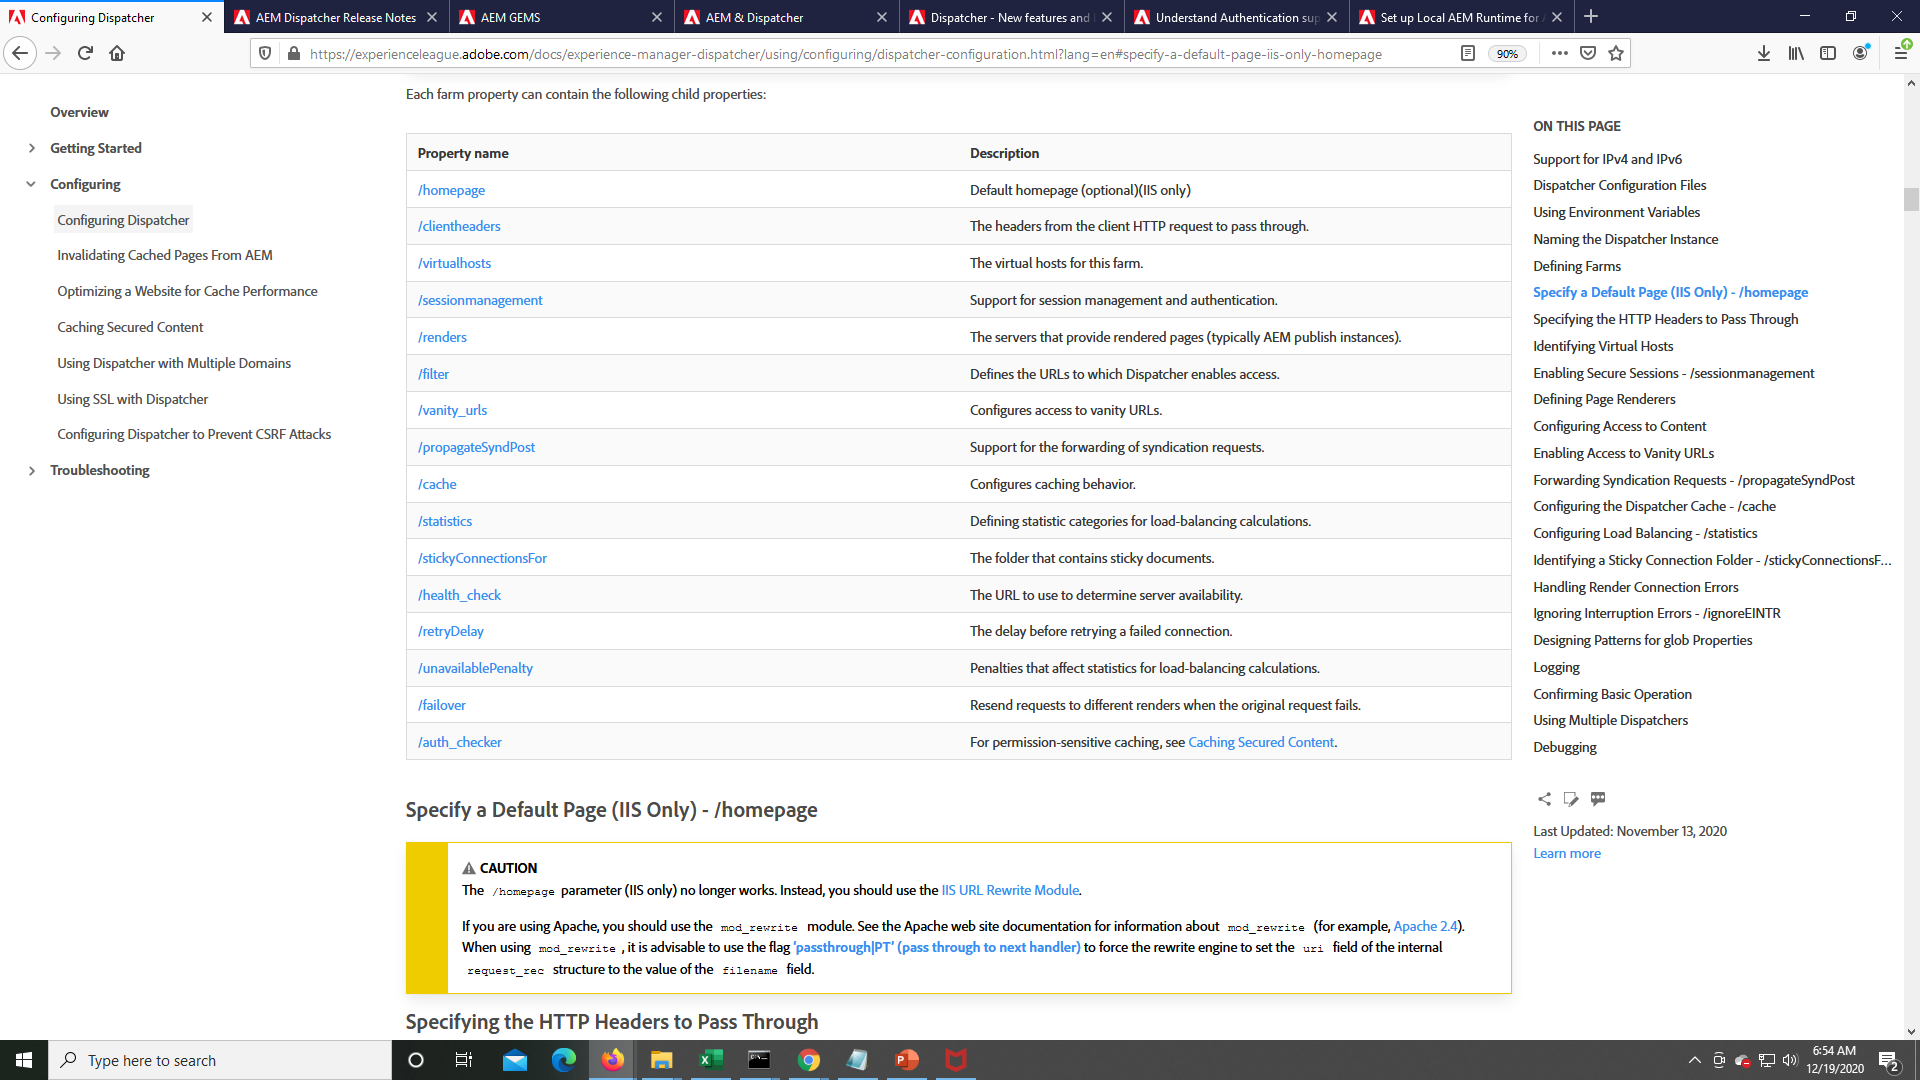 Configuring Dispatcher
AEM Dispatcher Release Notes
AEM GEMS
AEM & Dispatcher
Dispatcher - New features and
Understand Authentication sup
Set up Local AEM Runtime for
https://experienceleague.adobe.com/docs/experience-manager-dispatcher/using/configuring/dispatcher-configuration.html?lang=en#specify-a-default-page-iis-only-homepage
90%
Overview
Getting Started
Configuring
Configuring Dispatcher
Invalidating Cached Pages From AEM
Optimizing a Website for Cache Performance
Caching Secured Content
Using Dispatcher with Multiple Domains
Using SSL with Dispatcher
Configuring Dispatcher to Prevent CSRF Attacks
Troubleshooting
Each farm property can contain the following child properties:
Property name Description
/homepage Default homepage (optional)(IIS only)
/clientheaders The headers from the client HTTP request to pass through.
/virtualhosts The virtual hosts for this farm.
/sessionmanagement Support for session management and authentication.
/renders The servers that provide rendered pages (typically AEM publish instances).
/filter Defines the URLs to which Dispatcher enables access.
/vanity_urls Configures access to vanity URLs.
/propagateSyndPost Support for the forwarding of syndication requests.
/cache Configures caching behavior.
/statistics Defining statistic categories for load-balancing calculations.
/stickyConnectionsFor The folder that contains sticky documents.
/health_check The URL to use to determine server availability.
/retryDelay The delay before retrying a failed connection.
/unavailablePenalty Penalties that affect statistics for load-balancing calculations.
/failover Resend requests to different renders when the original request fails.
/auth_checker For permission-sensitive caching, see Caching Secured Content.
Specify a Default Page (IIS Only) - /homepage
CAUTION
The /homepage parameter (IIS only) no longer works. Instead, you should use the IIS URL Rewrite Module.
If you are using Apache, you should use the mod_rewrite module. See the Apache web site documentation for information about mod_rewrite (for example, Apache 2.4).
When using mod_rewrite , it is advisable to use the flag 'passthrough|PT' (pass through to next handler) to force the rewrite engine to set the uri field of the internal
request_rec structure to the value of the filename field.
Specifying the HTTP Headers to Pass Through
ON THIS PAGE
Support for IPv4 and IPv6
Dispatcher Configuration Files
Using Environment Variables
Naming the Dispatcher Instance
Defining Farms
Specify a Default Page (IIS Only) - /homepage
Specifying the HTTP Headers to Pass Through
Identifying Virtual Hosts
Enabling Secure Sessions - /sessionmanagement
Defining Page Renderers
Configuring Access to Content
Enabling Access to Vanity URLs
Forwarding Syndication Requests - /propagateSyndPost
Configuring the Dispatcher Cache - /cache
Configuring Load Balancing - /statistics
Identifying a Sticky Connection Folder - /stickyConnectionsF...
Handling Render Connection Errors
Ignoring Interruption Errors - /ignoreEINTR
Designing Patterns for glob Properties
Logging
Confirming Basic Operation
Using Multiple Dispatchers
Debugging
Last Updated: November 13, 2020
Learn more
Type here to search
6:54 AM
12/19/2020
2